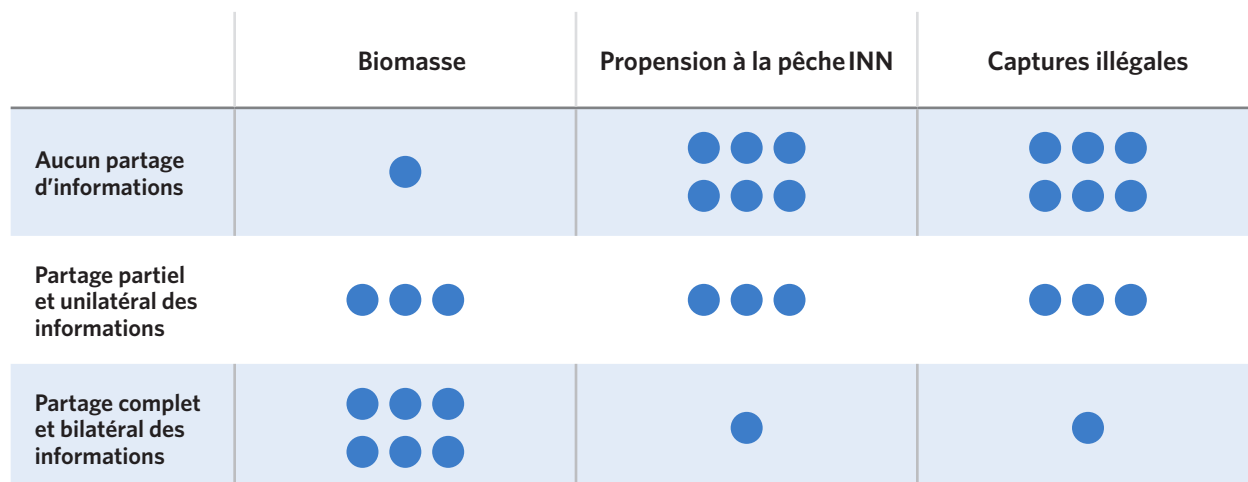 Biomasse
Propension à la pêche INN
Captures illégales
Aucun partage
d'informations
Partage partiel
et unilatéral des
informations
Partage complet
et bilatéral des
informations